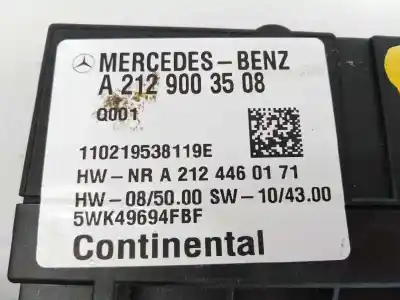 MERCEDES-BENZ
A 212 900 35 08
Q001
110219538119E
HW-NR A 212 446 01 71
HW-08/50.00 SW-10/43.00
5WK49694FBF
Continental